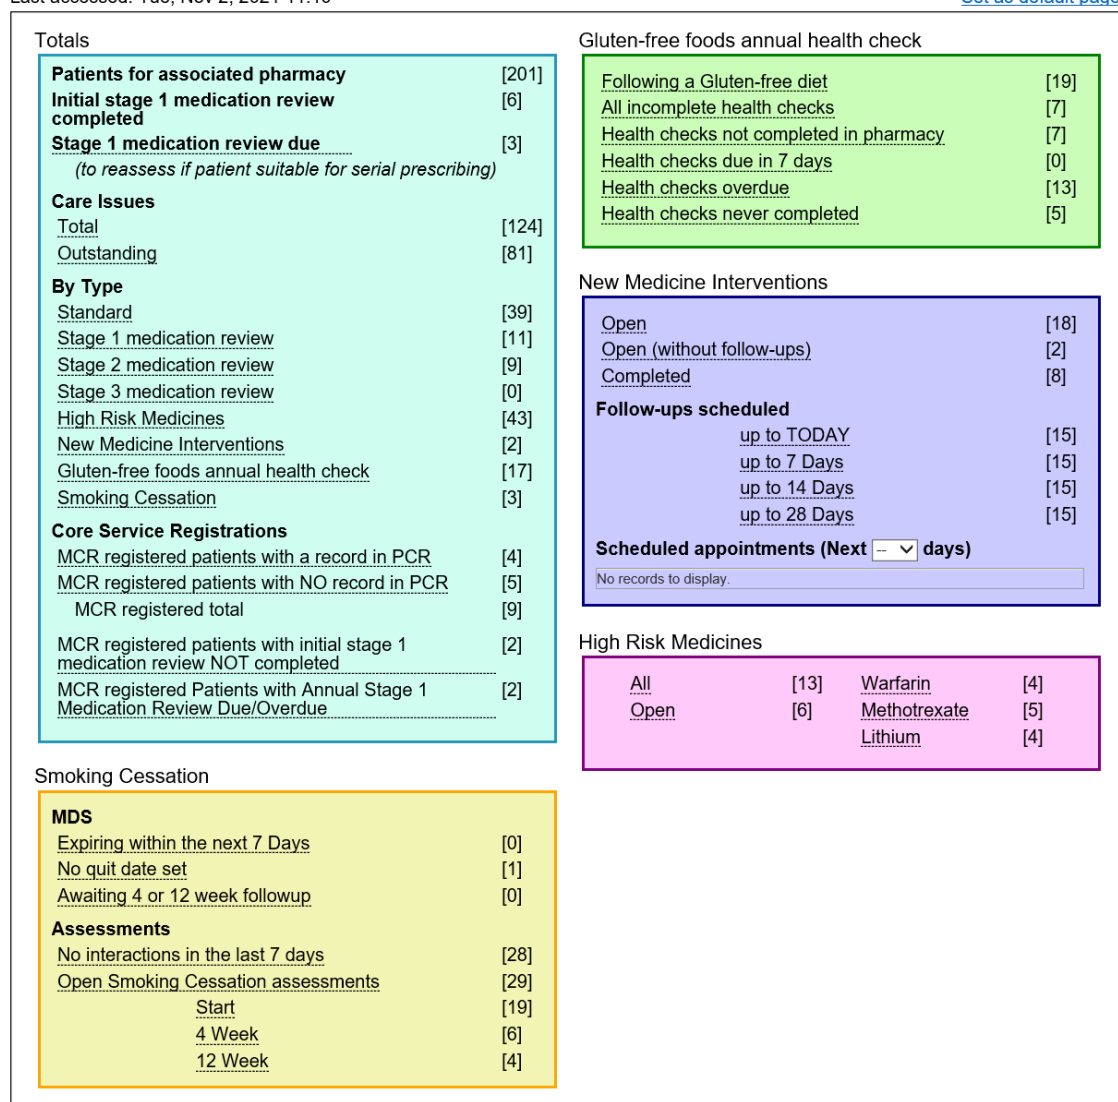 Last accessed: Tue, Nov 2, 2021
Set as default page
Totals
Patients for associated pharmacy [201]
Initial stage 1 medication review [6]
completed
Stage 1 medication review due [3]
(to reassess if patient suitable for serial prescribing)
Care Issues
Total [124]
Outstanding [81]
By Type
Standard [39]
Stage 1 medication review [11]
Stage 2 medication review [9]
Stage 3 medication review [0]
High Risk Medicines [43]
New Medicine Interventions [2]
Gluten-free foods annual health check [17]
Smoking Cessation [3]
Core Service Registrations
MCR registered patients with a record in PCR [4]
MCR registered patients with NO record in PCR [5]
MCR registered total [9]
MCR registered patients with initial stage 1 [2]
medication review NOT completed
MCR registered Patients with Annual Stage 1 [2]
Medication Review Due/Overdue
Smoking Cessation
MDS
Expiring within the next 7 Days [0]
No quit date set [1]
Awaiting 4 or 12 week followup [0]
Assessments
No interactions in the last 7 days [28]
Open Smoking Cessation assessments [29]
Start [19]
4 Week [6]
12 Week [4]
Gluten-free foods annual health check
Following a Gluten-free diet [19]
All incomplete health checks [7]
Health checks not completed in pharmacy [7]
Health checks due in 7 days [0]
Health checks overdue [13]
Health checks never completed [5]
New Medicine Interventions
Open [18]
Open (without follow-ups) [2]
Completed [8]
Follow-ups scheduled
up to TODAY [15]
up to 7 Days [15]
up to 14 Days [15]
up to 28 Days [15]
Scheduled appointments (Next -- days)
No records to display.
High Risk Medicines
All [13] Warfarin [4]
Open [6] Methotrexate [5]
Lithium [4]